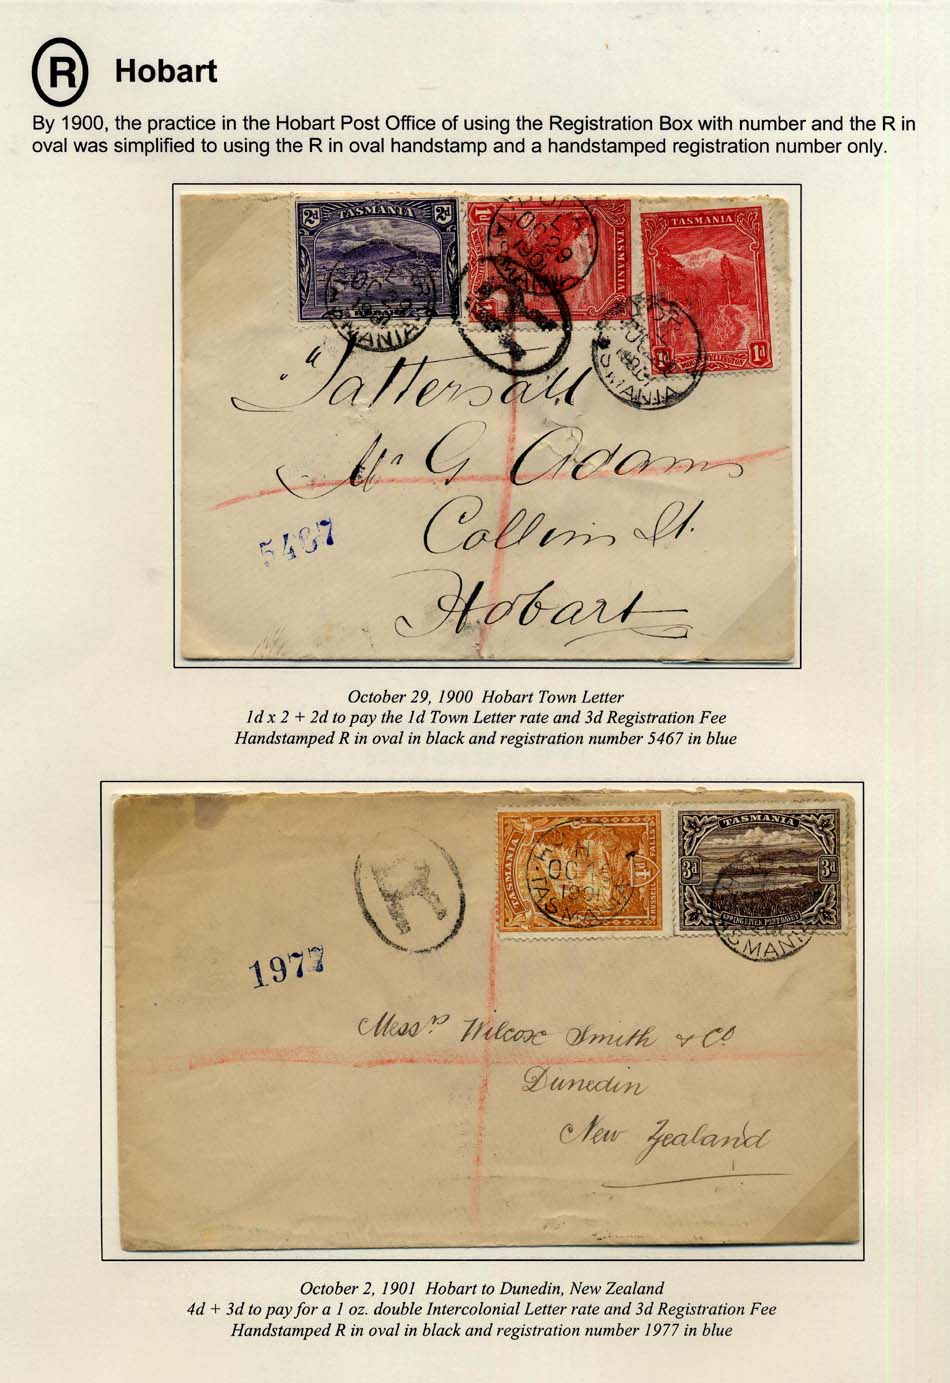 R Hobart
By 1900, the practice in the Hobart Post Office of using the Registration Box with number and the R in
oval was simplified to using the R in oval handstamp and a handstamped registration number only.
2d TASMANIA 2d
1d TASMANIA
TASMANIA
1d 1d
OC 29
"Tattersall
Mr G Adams
Collins St.
Hobart
5467
October 29, 1900 Hobart Town Letter
1d x 2 + 2d to pay the 1d Town Letter rate and 3d Registration Fee
Handstamped R in oval in black and registration number 5467 in blue
R
TASMANIA
4d
RUSSELL FALLS
OC
1901
TASMANIA
TASMANIA
3d 3d
1977
Messrs Wilcox Smith & Co
Dunedin
New Zealand
October 2, 1901 Hobart to Dunedin, New Zealand
4d + 3d to pay for a 1 oz. double Intercolonial Letter rate and 3d Registration Fee
Handstamped R in oval in black and registration number 1977 in blue